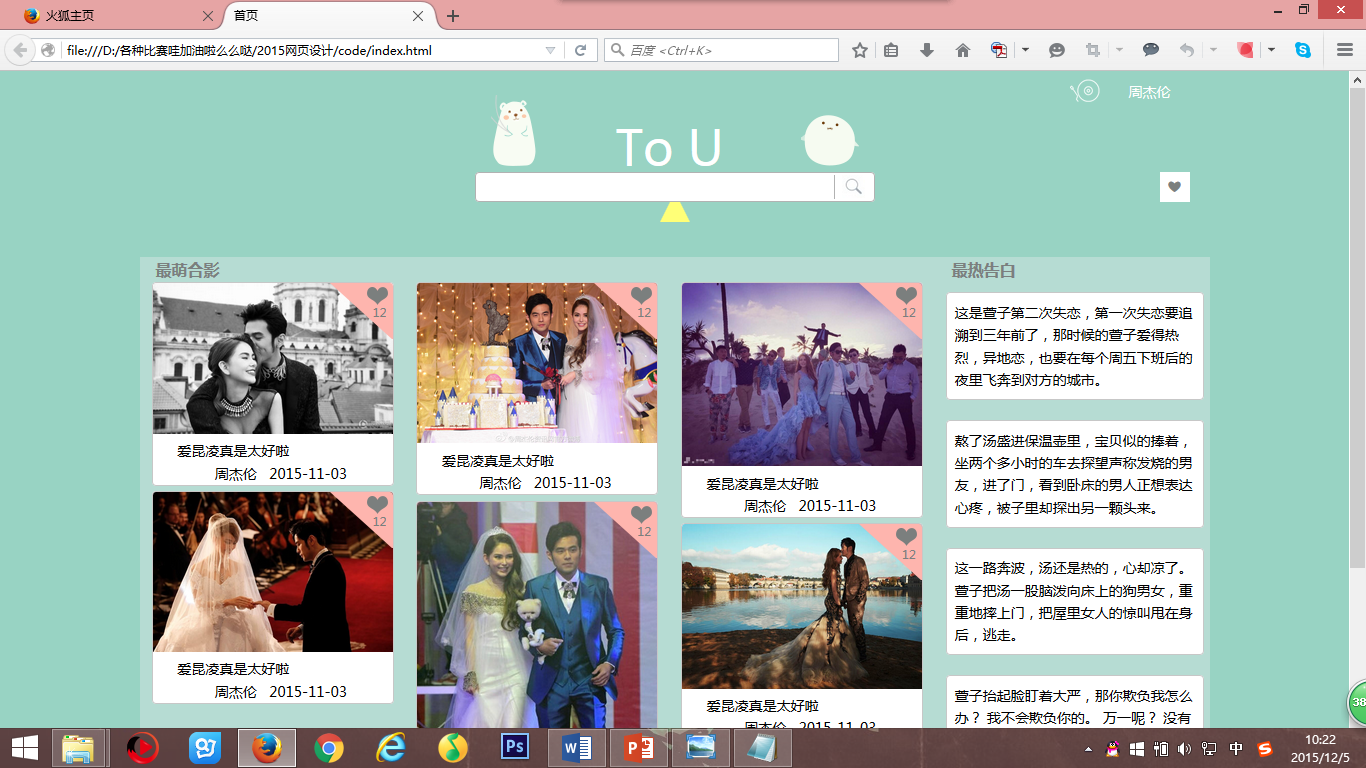 火狐主页
首页
file:///D:/各种比赛哇加油啦么么哒/2015网页设计/code/index.html
百度 <Ctrl+K>
周杰伦
To U
最萌合影
最热告白
12
12
12
爱昆凌真是太好啦
周杰伦 2015-11-03
爱昆凌真是太好啦
周杰伦 2015-11-03
爱昆凌真是太好啦
周杰伦 2015-11-03
12
12
12
爱昆凌真是太好啦
周杰伦 2015-11-03
爱昆凌真是太好啦
周杰伦 2015-11-03
这是萱子第二次失恋，第一次失恋要追
溯到三年前了，那时候的萱子爱得热
烈，异地恋，也要在每个周五下班后的
夜里飞奔到对方的城市。
熬了汤盛进保温壶里，宝贝似的捧着，
坐两个多小时的车去探望声称发烧的男
友，进了门，看到卧床的男人正想表达
心疼，被子里却探出另一颗头来。
这一路奔波，汤还是热的，心却凉了。
萱子把汤一股脑泼向床上的狗男女，重
重地摔上门，把屋里女人的惊叫甩在身
后，逃走。
萱子抬起脸盯着大严，那你欺负我怎么
办？ 我不会欺负你的。 万一呢？ 没有
38
Ps
中
10:22
2015/12/5